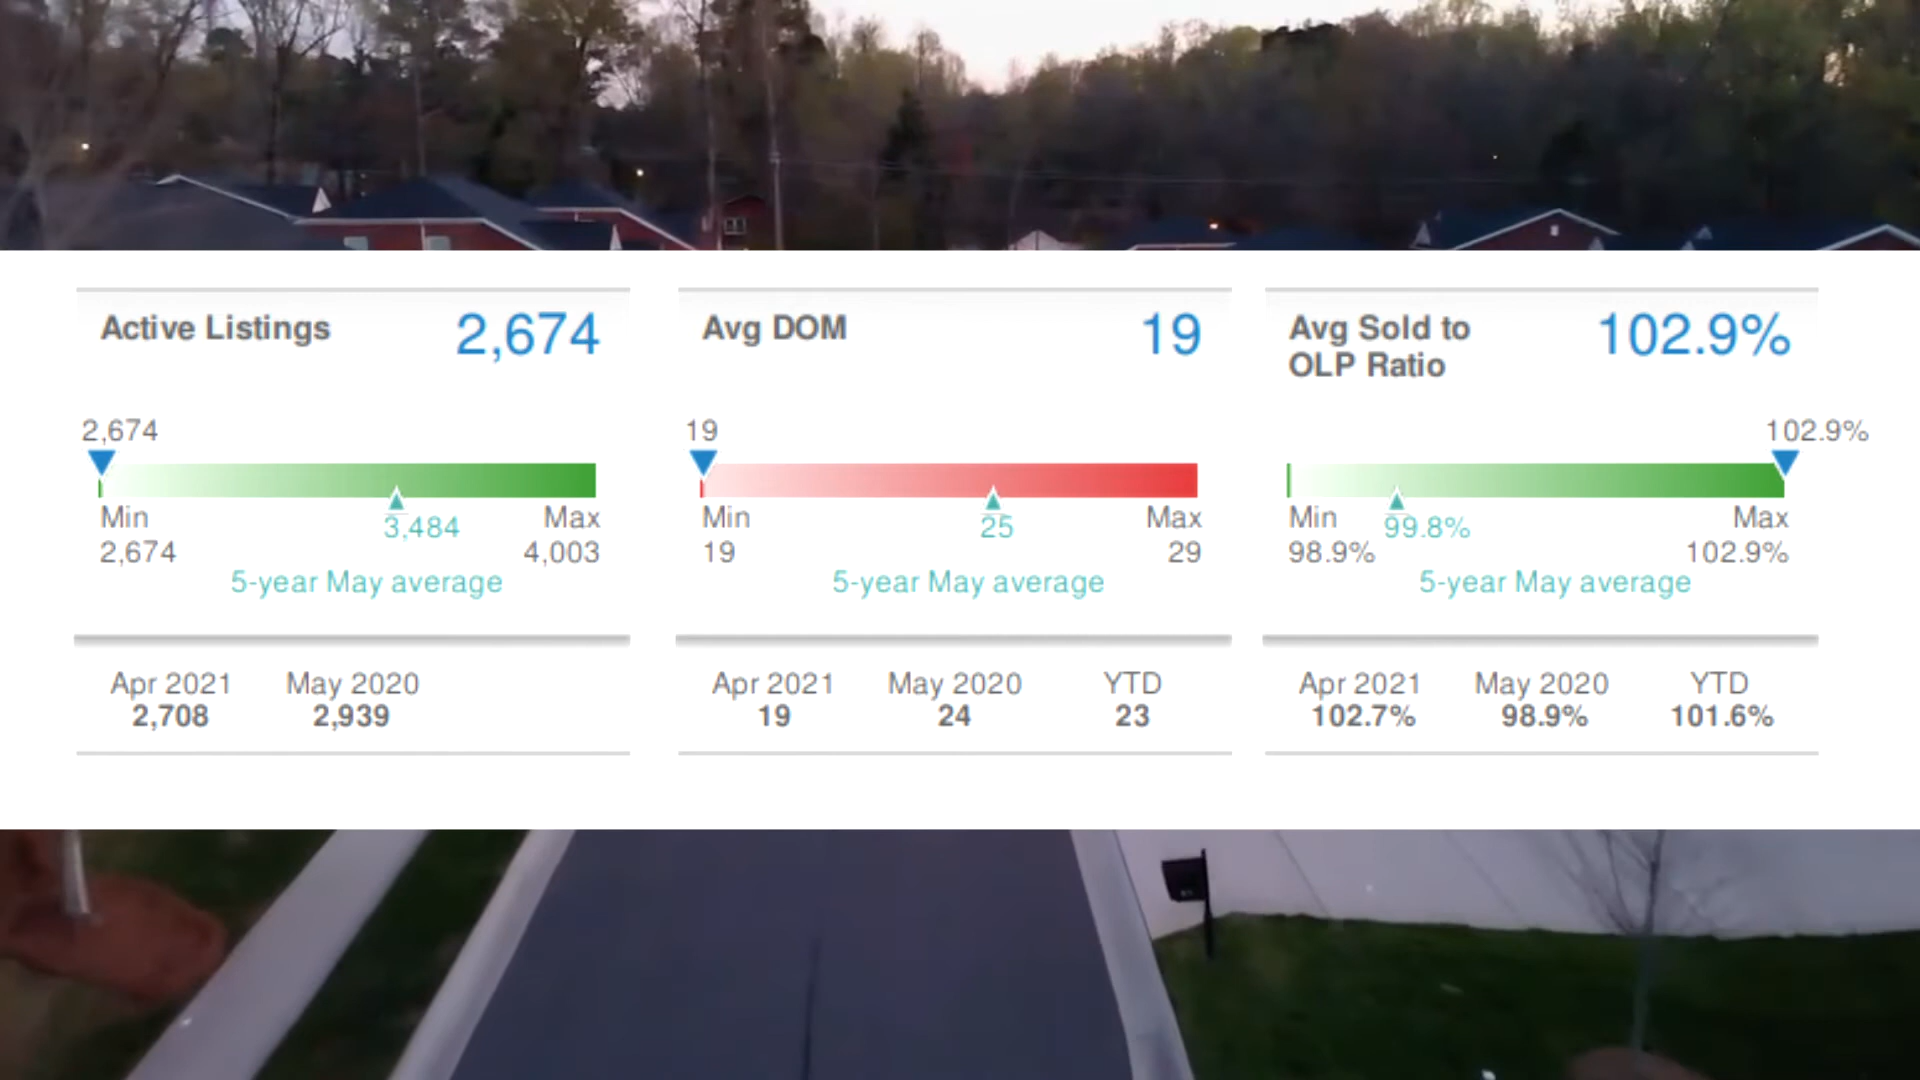 Active Listings 2,674
2,674
Min 3,484 Max
2,674 4,003
5-year May average
Apr 2021 May 2020
2,708 2,939
Avg DOM 19
19
Min 25 Max
19 29
5-year May average
Apr 2021 May 2020 YTD
19 24 23
Avg Sold to 102.9%
OLP Ratio
102.9%
Min 99.8% Max
98.9% 102.9%
5-year May average
Apr 2021 May 2020 YTD
102.7% 98.9% 101.6%